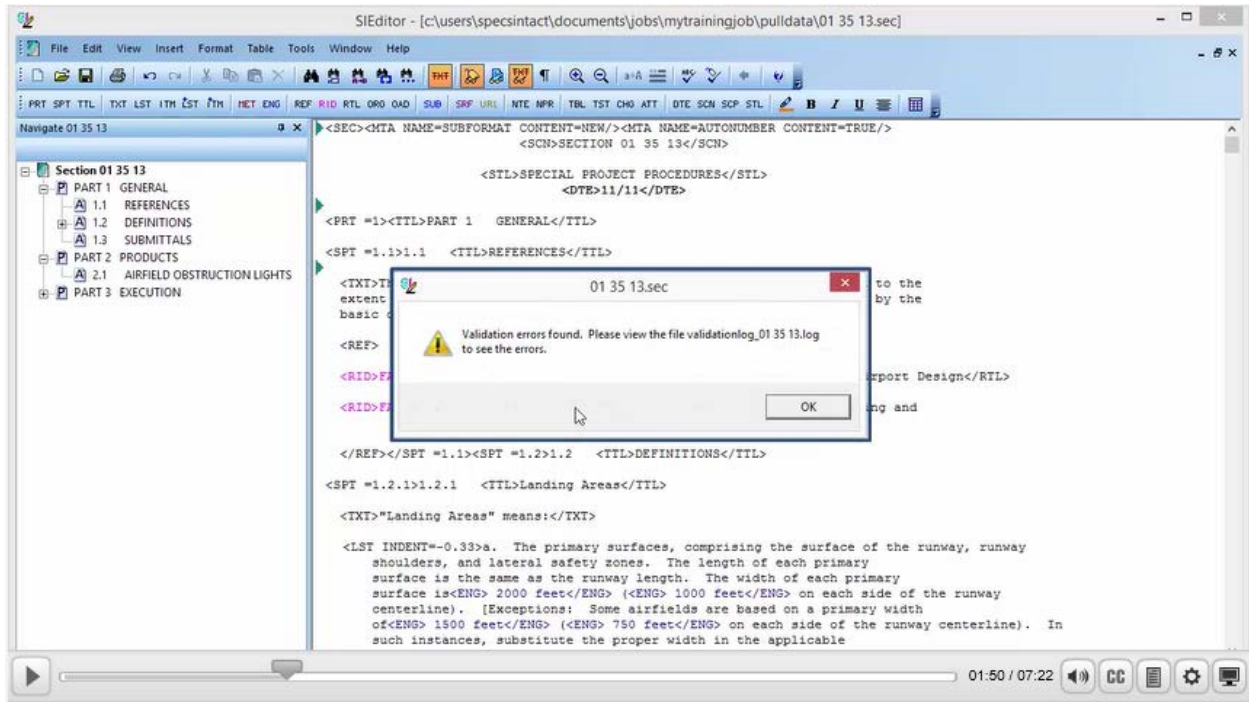 SIEditor - [c:\users\specsintact\documents\jobs\mytrainingjob\pulldata\01 35 13.sec]
File Edit View Insert Format Table Tools Window Help
PRT SPT TTL TXT LST ITM MET ENG REF RID RTL ORG OAD SUB SRF URL NTE NPR TBL TST CHG ATT DTE SCN SCP STL B I U
Navigate 01 35 13
Section 01 35 13
PART 1 GENERAL
1.1 REFERENCES
1.2 DEFINITIONS
1.3 SUBMITTALS
PART 2 PRODUCTS
2.1 AIRFIELD OBSTRUCTION LIGHTS
PART 3 EXECUTION
<SEC><MTA NAME=SUBFORMAT CONTENT=NEW/><MTA NAME=AUTONUMBER CONTENT=TRUE/>
<SCN>SECTION 01 35 13</SCN>
<STL>SPECIAL PROJECT PROCEDURES</STL>
<DTE>11/11</DTE>
<PRT =1><TTL>PART 1 GENERAL</TTL>
<SPT =1.1>1.1 <TTL>REFERENCES</TTL>
<TXT>T to the
extent by the
basic
<REF>
<RID>FA rport Design</RTL>
<RID>FA ng and
01 35 13.sec
Validation errors found. Please view the file validationlog_01 35 13.log
to see the errors.
OK
</REF></SPT =1.1><SPT =1.2>1.2 <TTL>DEFINITIONS</TTL>
<SPT =1.2.1>1.2.1 <TTL>Landing Areas</TTL>
<TXT>"Landing Areas" means:</TXT>
<LST INDENT=-0.33>a. The primary surfaces, comprising the surface of the runway, runway
shoulders, and lateral safety zones. The length of each primary
surface is the same as the runway length. The width of each primary
surface is<ENG> 2000 feet</ENG> (<ENG> 1000 feet</ENG> on each side of the runway
centerline). [Exceptions: Some airfields are based on a primary width
of<ENG> 1500 feet</ENG> (<ENG> 750 feet</ENG> on each side of the runway centerline). In
such instances, substitute the proper width in the applicable
01:50 / 07:22 CC